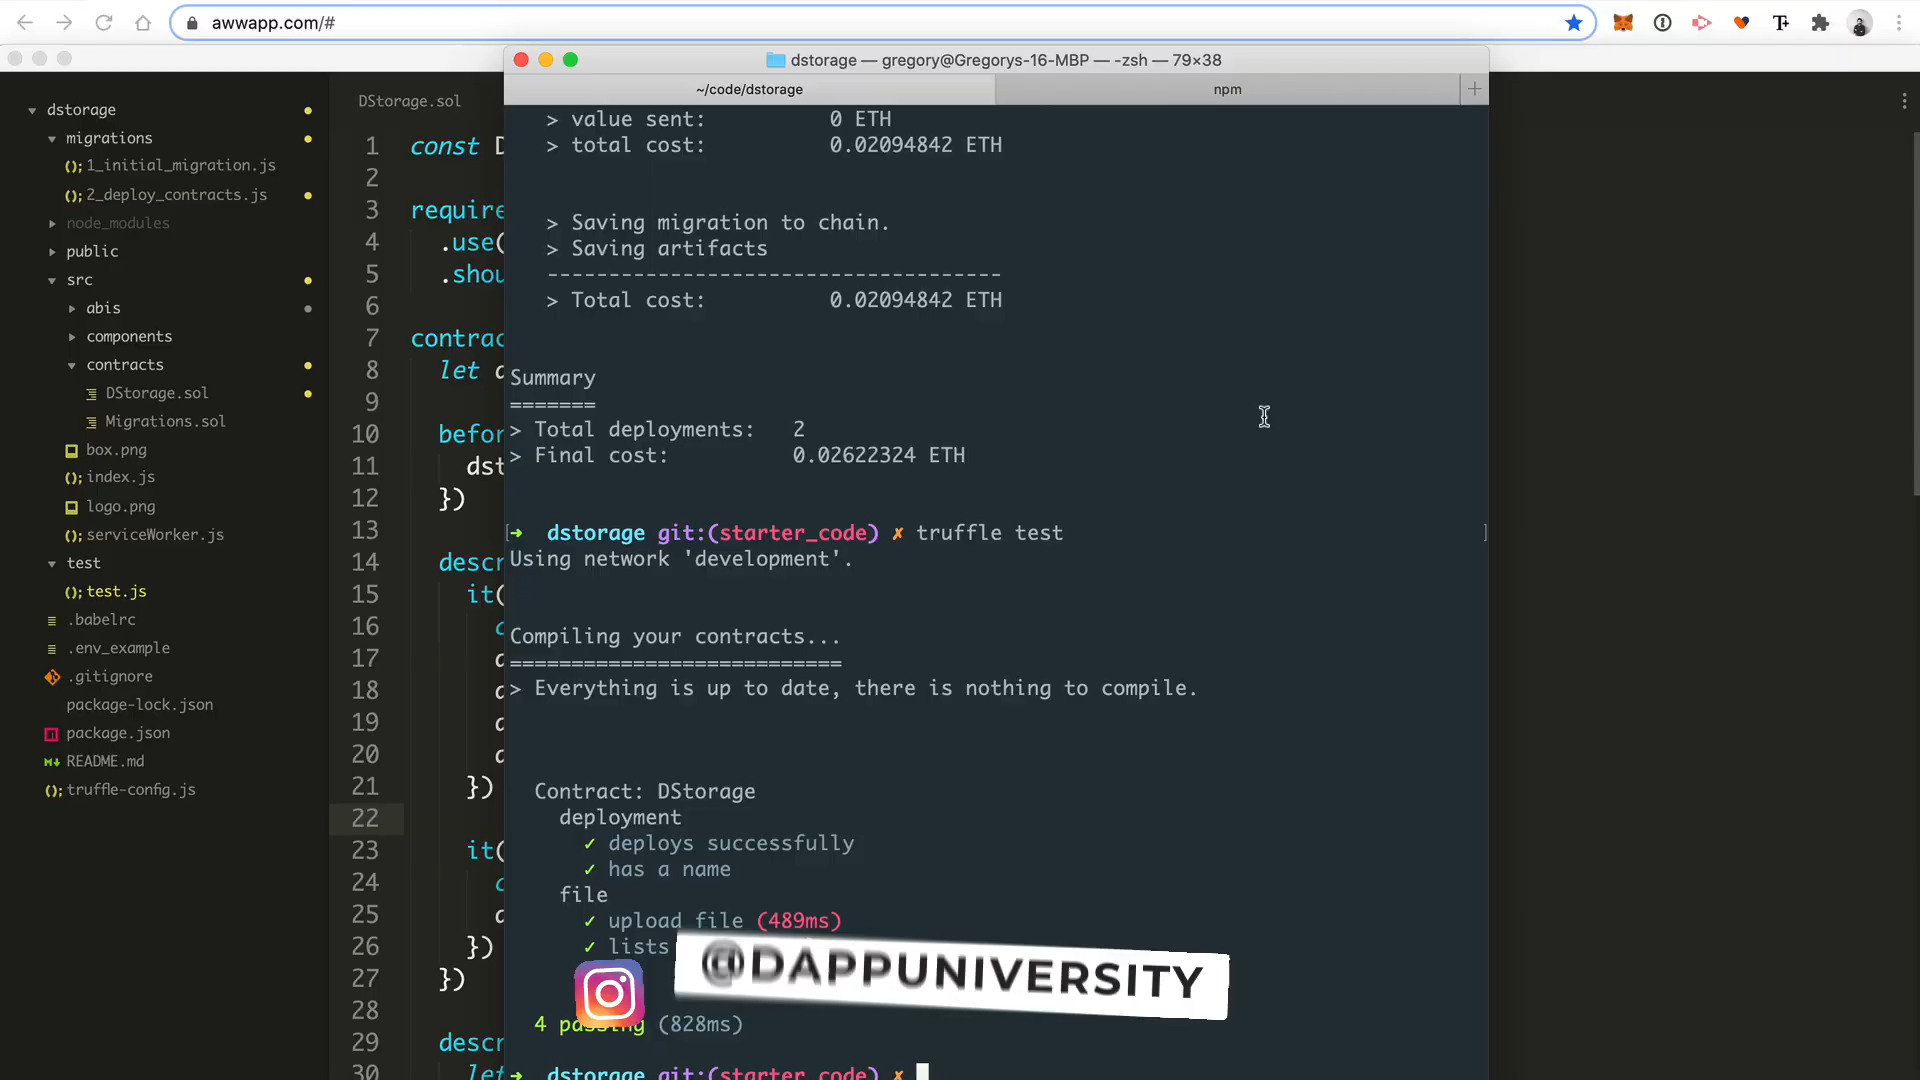 awwapp.com/#
dstorage — gregory@Gregorys-16-MBP — -zsh — 79×38
~/code/dstorage
npm
dstorage
migrations
1_initial_migration.js
2_deploy_contracts.js
node_modules
public
src
abis
components
contracts
DStorage.sol
Migrations.sol
box.png
index.js
logo.png
serviceWorker.js
test
test.js
.babelrc
.env_example
.gitignore
package-lock.json
package.json
README.md
truffle-config.js
DStorage.sol
1 const D
2
3 require
4 .use(
5 .shou
6
7 contrac
8 let d
9
10 befor
11 dst
12 })
13
14 descr
15 it(
16 c
17 a
18 a
19 a
20 a
21 })
22
23 it(
24 c
25 a
26 })
27 })
28
29 descr
30 let
> value sent: 0 ETH
> total cost: 0.02094842 ETH
> Saving migration to chain.
> Saving artifacts
-------------------------------------
> Total cost: 0.02094842 ETH
Summary
=======
> Total deployments: 2
> Final cost: 0.02622324 ETH
[➜ dstorage git:(starter_code) ✗ truffle test ]
Using network 'development'.
Compiling your contracts...
===========================
> Everything is up to date, there is nothing to compile.
Contract: DStorage
deployment
✓ deploys successfully
✓ has a name
file
✓ upload file (489ms)
✓ lists
@DAPPUNIVERSITY
4 passing (828ms)
➜ dstorage git:(starter_code) ✗